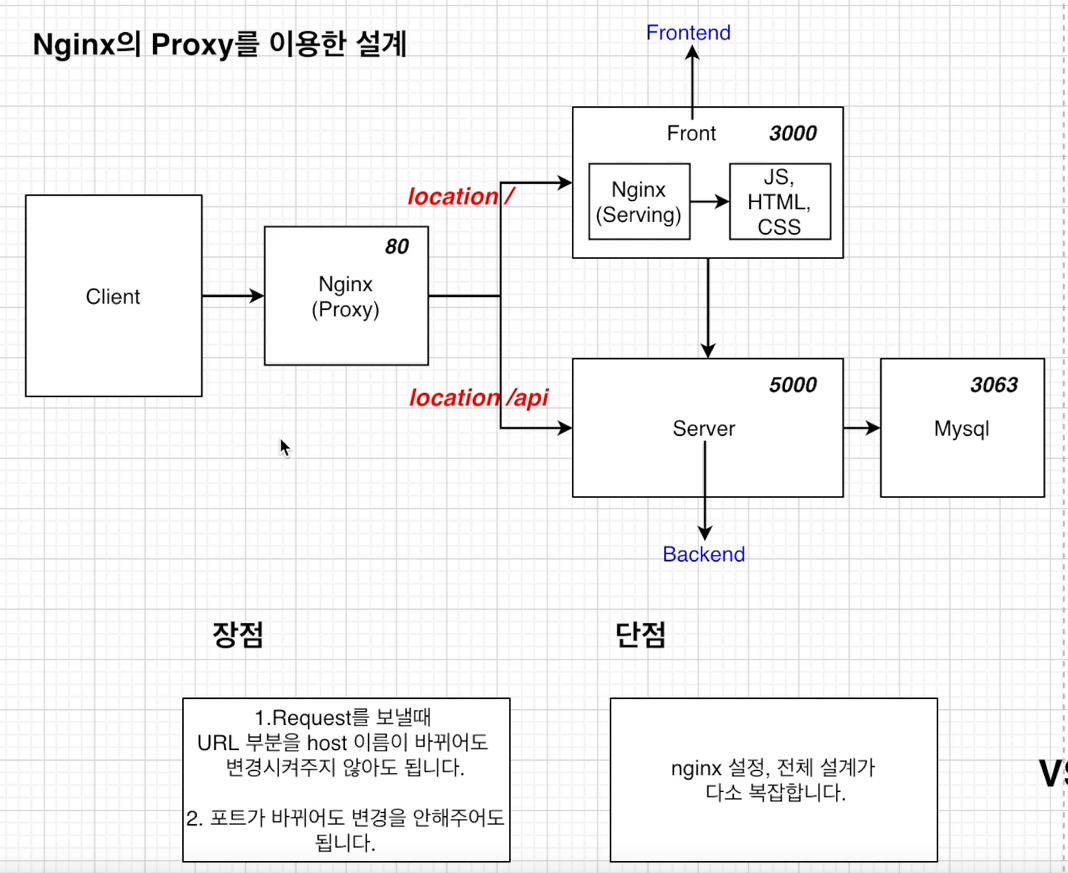 Nginx의 Proxy를 이용한 설계
Frontend
Front
3000
Nginx
(Serving)
JS,
HTML,
CSS
location /
Client
80
Nginx
(Proxy)
location /api
5000
Server
3063
Mysql
Backend
장점
단점
1.Request를 보낼때
URL 부분을 host 이름이 바뀌어도
변경시켜주지 않아도 됩니다.
2. 포트가 바뀌어도 변경을 안해주어도
됩니다.
nginx 설정, 전체 설계가
다소 복잡합니다.